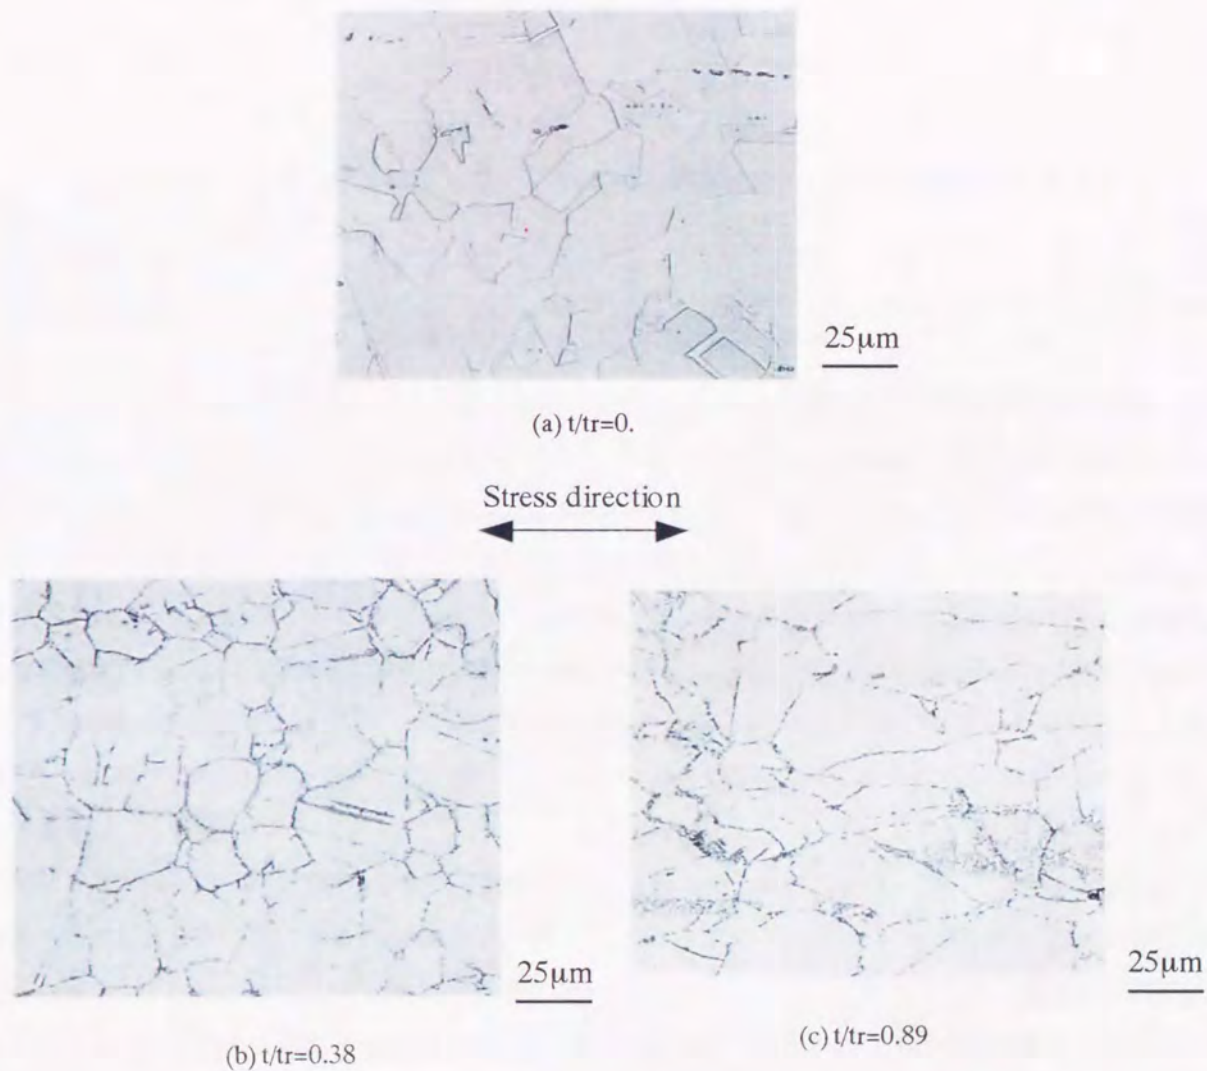 25μm
(a) t/tr=0.
Stress direction
25μm
25μm
(b) t/tr=0.38
(c) t/tr=0.89